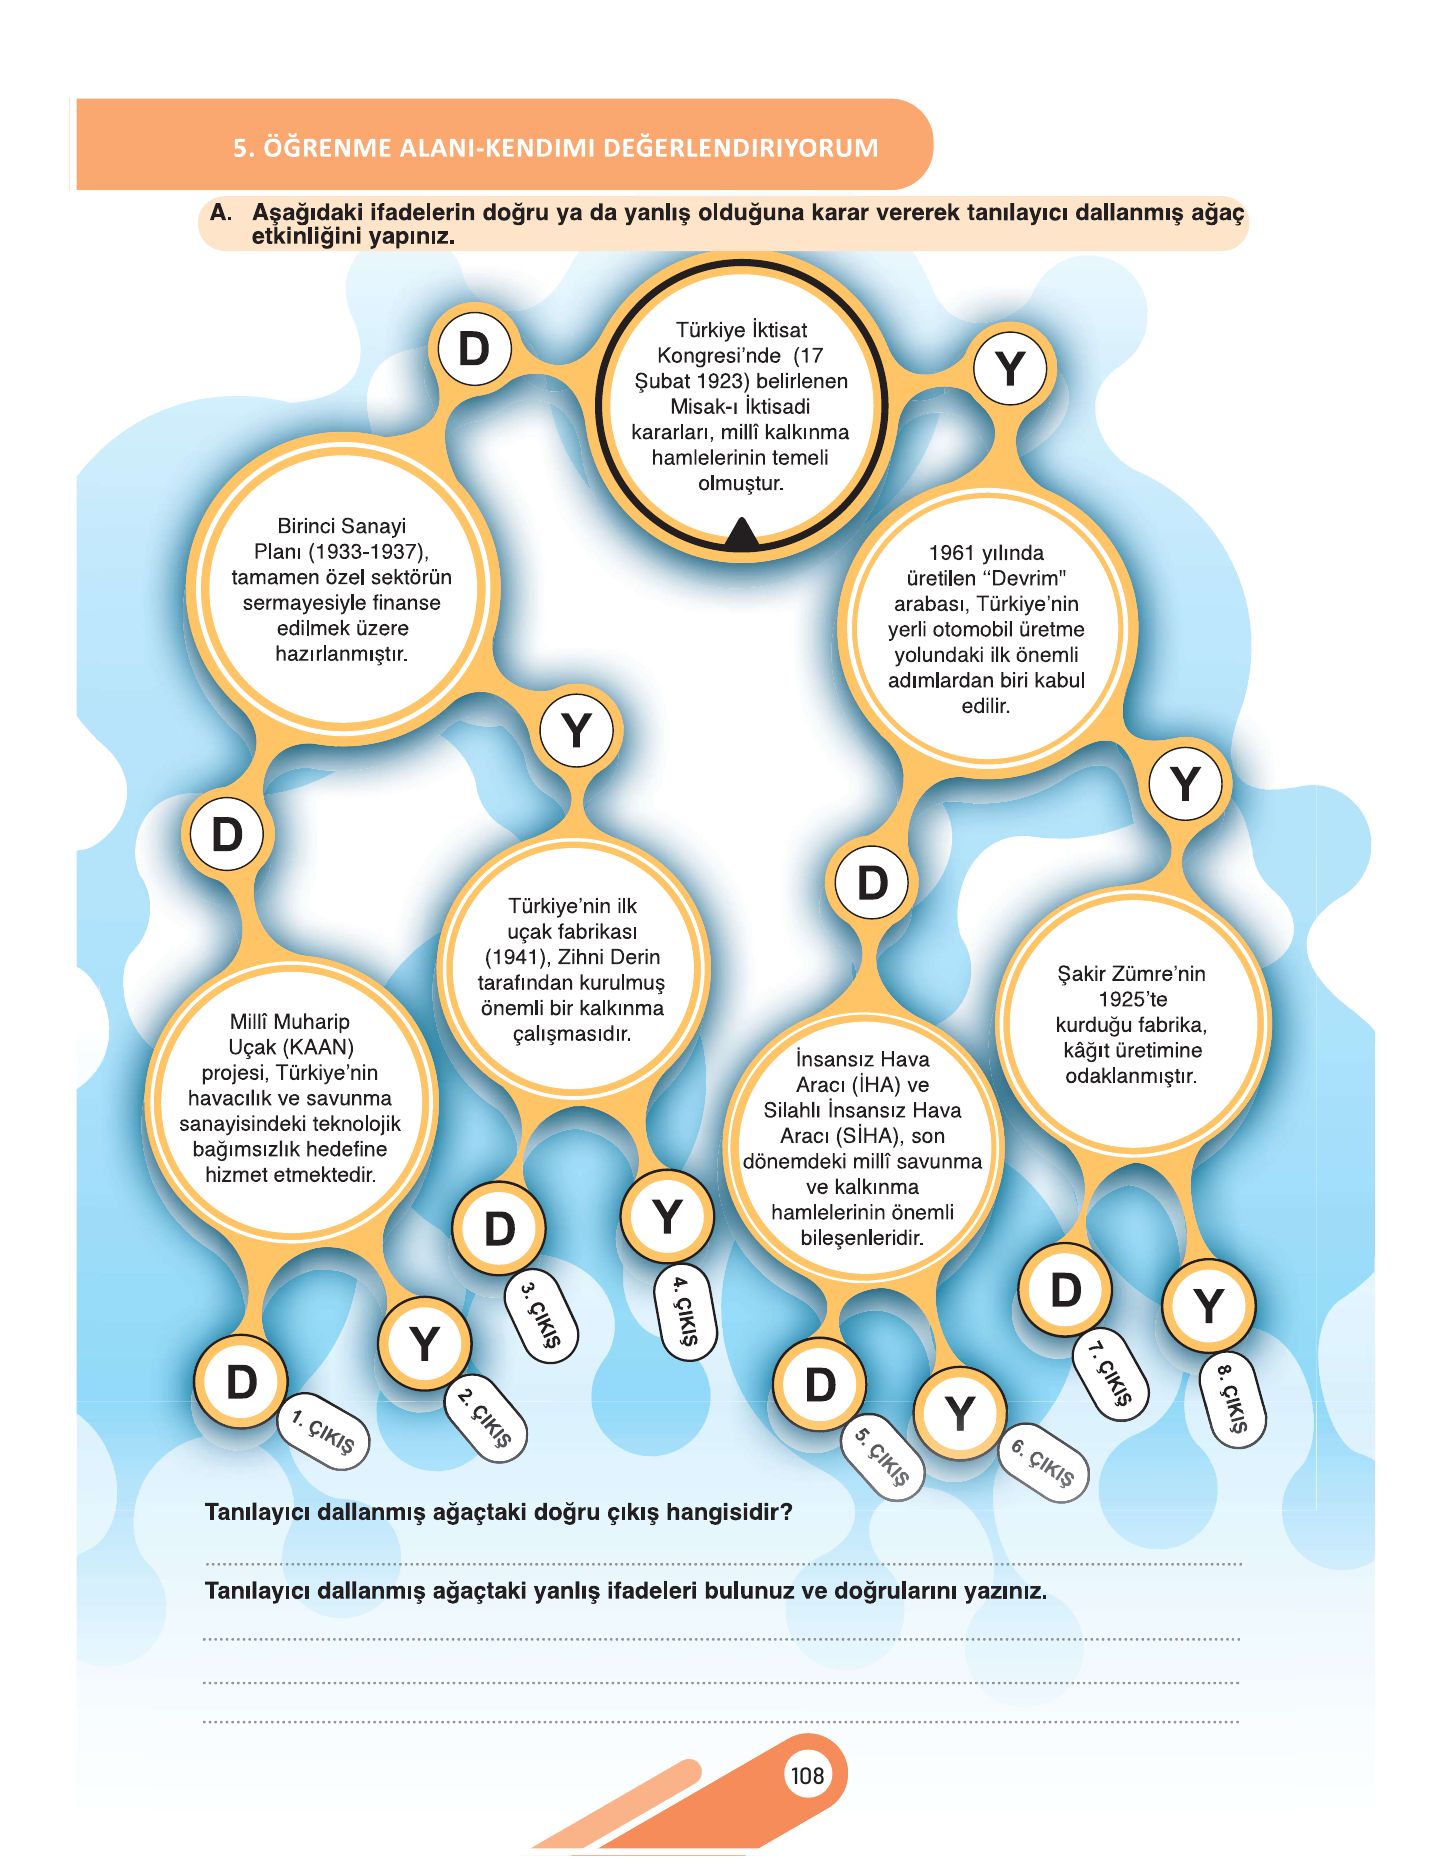 5. ÖĞRENME ALANI-KENDIMI DEĞERLENDIRIYORUM
A. Aşağıdaki ifadelerin doğru ya da yanlış olduğuna karar vererek tanılayıcı dallanmış ağaç
etkinliğini yapınız.
Türkiye İktisat
Kongresi’nde (17
Şubat 1923) belirlenen
Misak-ı İktisadi
kararları, millî kalkınma
hamlelerinin temeli
olmuştur.
D
Y
Birinci Sanayi
Planı (1933-1937),
tamamen özel sektörün
sermayesiyle finanse
edilmek üzere
hazırlanmıştır.
1961 yılında
üretilen “Devrim"
arabası, Türkiye’nin
yerli otomobil üretme
yolundaki ilk önemli
adımlardan biri kabul
edilir.
D
Y
D
Y
Millî Muharip
Uçak (KAAN)
projesi, Türkiye’nin
havacılık ve savunma
sanayisindeki teknolojik
bağımsızlık hedefine
hizmet etmektedir.
Türkiye’nin ilk
uçak fabrikası
(1941), Zihni Derin
tarafından kurulmuş
önemli bir kalkınma
çalışmasıdır.
İnsansız Hava
Aracı (İHA) ve
Silahlı İnsansız Hava
Aracı (SİHA), son
dönemdeki millî savunma
ve kalkınma
hamlelerinin önemli
bileşenleridir.
Şakir Zümre’nin
1925’te
kurduğu fabrika,
kâğıt üretimine
odaklanmıştır.
D
1. ÇIKIŞ
Y
2. ÇIKIŞ
D
3. ÇIKIŞ
Y
4. ÇIKIŞ
D
5. ÇIKIŞ
Y
6. ÇIKIŞ
D
7. ÇIKIŞ
Y
8. ÇIKIŞ
Tanılayıcı dallanmış ağaçtaki doğru çıkış hangisidir?
Tanılayıcı dallanmış ağaçtaki yanlış ifadeleri bulunuz ve doğrularını yazınız.
108